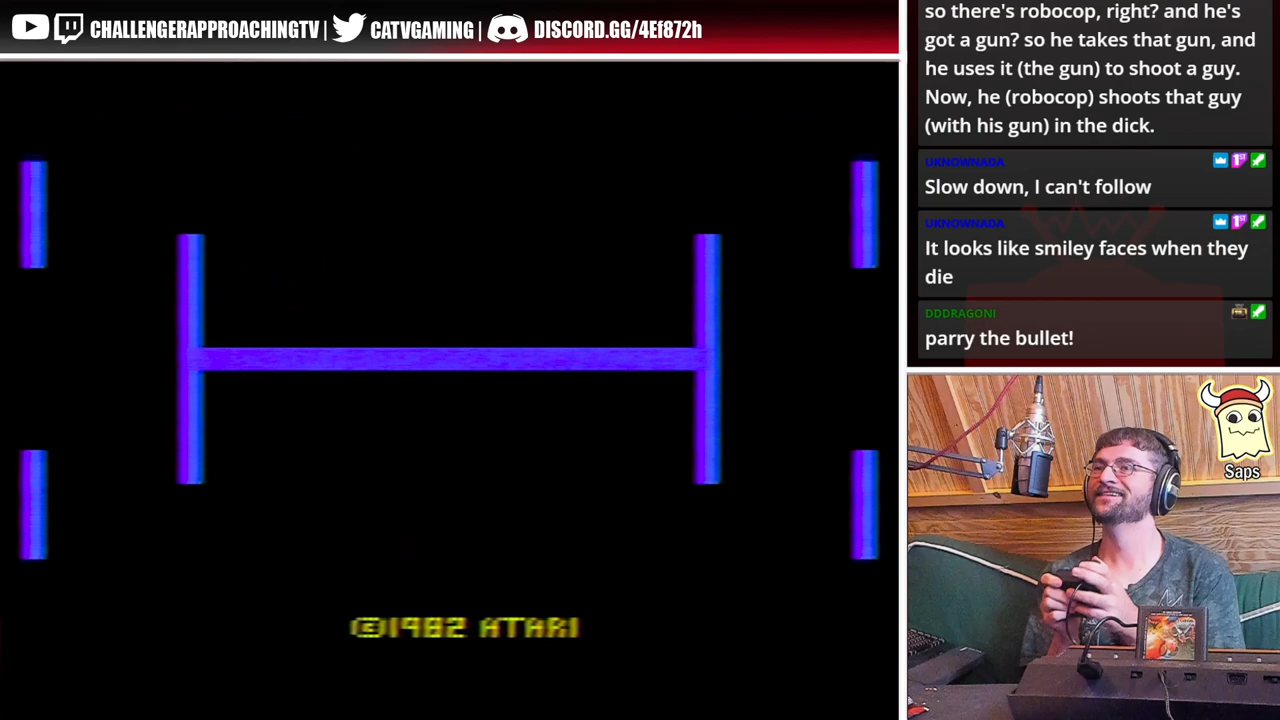 CHALLENGERAPPROACHINGTV | CATVGAMING | DISCORD.GG/4Ef872h
so there's robocop, right? and he's
got a gun? so he takes that gun, and
he uses it (the gun) to shoot a guy.
Now, he (robocop) shoots that guy
(with his gun) in the dick.
UKNOWNADA
Slow down, I can't follow
UKNOWNADA
It looks like smiley faces when they
die
DDDRAGONI
parry the bullet!
©1982 ATARI
Saps